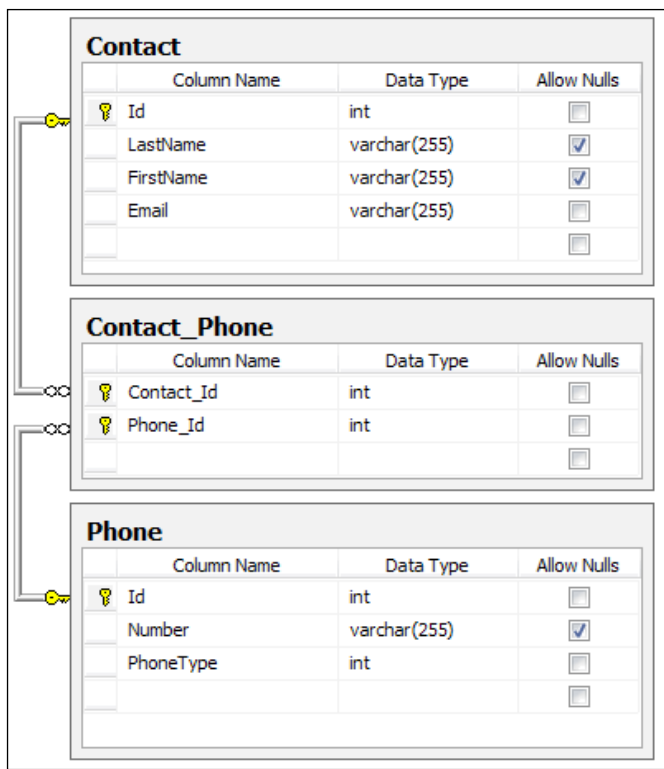 Contact
Column Name Data Type Allow Nulls
Id int
LastName varchar(255)
FirstName varchar(255)
Email varchar(255)
Contact_Phone
Column Name Data Type Allow Nulls
Contact_Id int
Phone_Id int
Phone
Column Name Data Type Allow Nulls
Id int
Number varchar(255)
PhoneType int